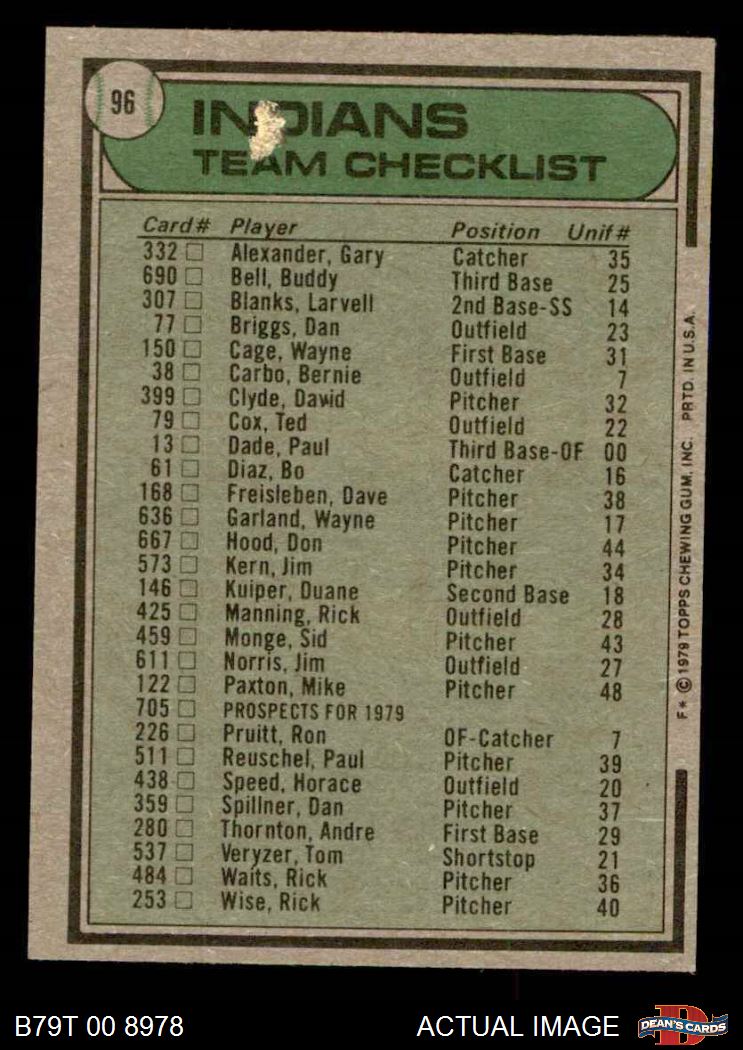 96
INDIANS
TEAM CHECKLIST
Card# Player Position Unif#
332 Alexander, Gary Catcher 35
690 Bell, Buddy Third Base 25
307 Blanks, Larvell 2nd Base-SS 14
77 Briggs, Dan Outfield 23
150 Cage, Wayne First Base 31
38 Carbo, Bernie Outfield 7
399 Clyde, David Pitcher 32
79 Cox, Ted Outfield 22
13 Dade, Paul Third Base-OF 00
61 Diaz, Bo Catcher 16
168 Freisleben, Dave Pitcher 38
636 Garland, Wayne Pitcher 17
667 Hood, Don Pitcher 44
573 Kern, Jim Pitcher 34
146 Kuiper, Duane Second Base 18
425 Manning, Rick Outfield 28
459 Monge, Sid Pitcher 43
611 Norris, Jim Outfield 27
122 Paxton, Mike Pitcher 48
705 PROSPECTS FOR 1979
226 Pruitt, Ron OF-Catcher 7
511 Reuschel, Paul Pitcher 39
438 Speed, Horace Outfield 20
359 Spillner, Dan Pitcher 37
280 Thornton, Andre First Base 29
537 Veryzer, Tom Shortstop 21
484 Waits, Rick Pitcher 36
253 Wise, Rick Pitcher 40
F* © 1979 TOPPS CHEWING GUM, INC. PRTD. IN U.S.A.
B79T 00 8978 ACTUAL IMAGE
D
DEAN'S CARDS